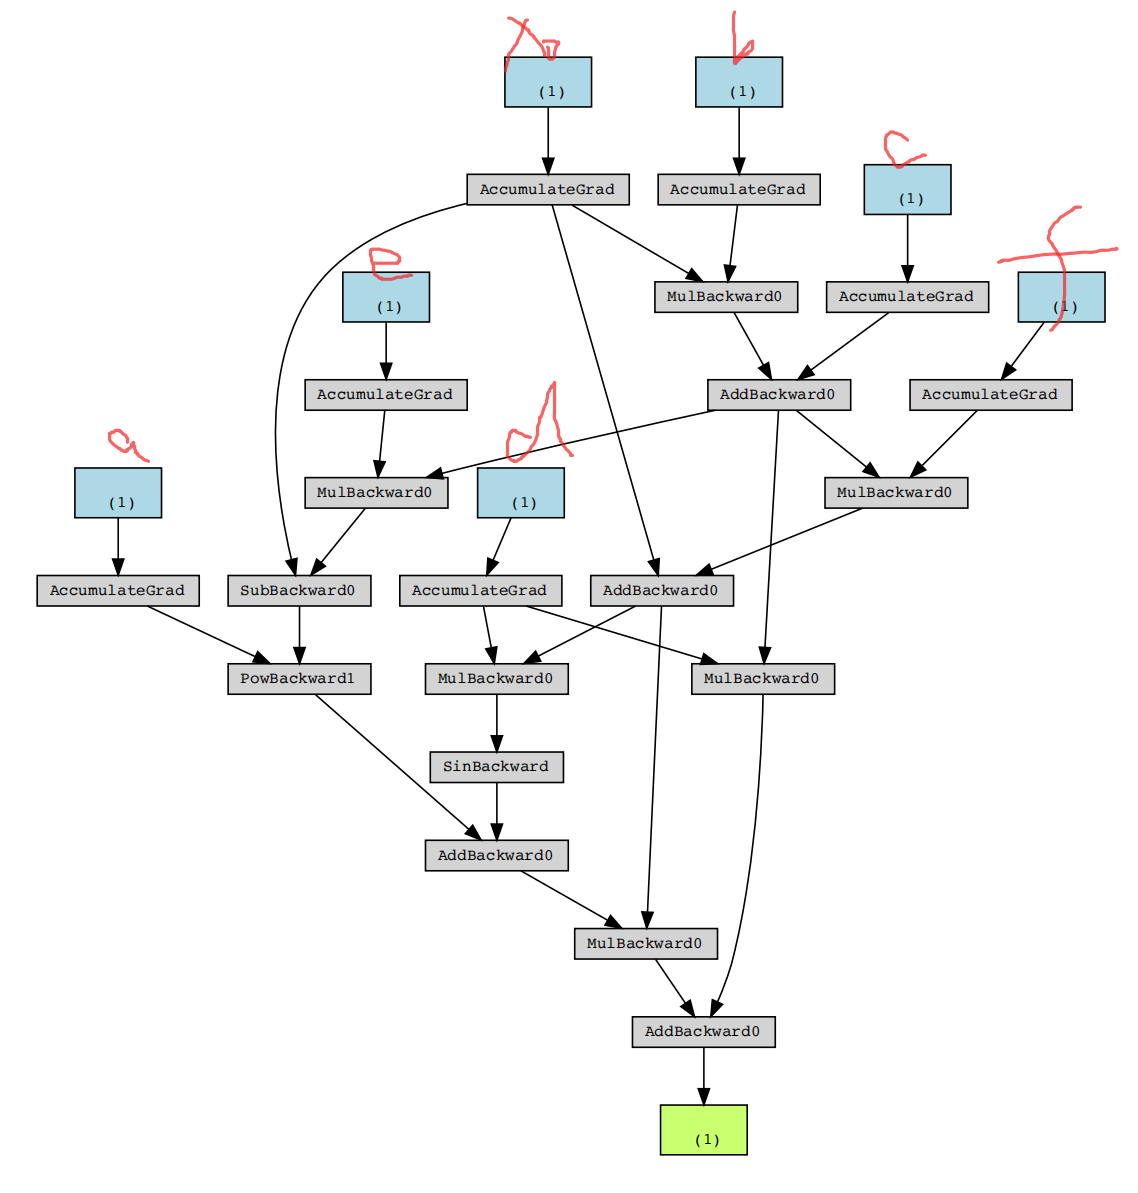 x₀ b
(1) (1)
c
AccumulateGrad AccumulateGrad
(1) f
e
MulBackward0 AccumulateGrad
(1) (1)
AccumulateGrad AddBackward0 AccumulateGrad
a d
MulBackward0 MulBackward0
(1) (1)
AccumulateGrad SubBackward0 AccumulateGrad AddBackward0
PowBackward1 MulBackward0 MulBackward0
SinBackward
AddBackward0
MulBackward0
AddBackward0
(1)